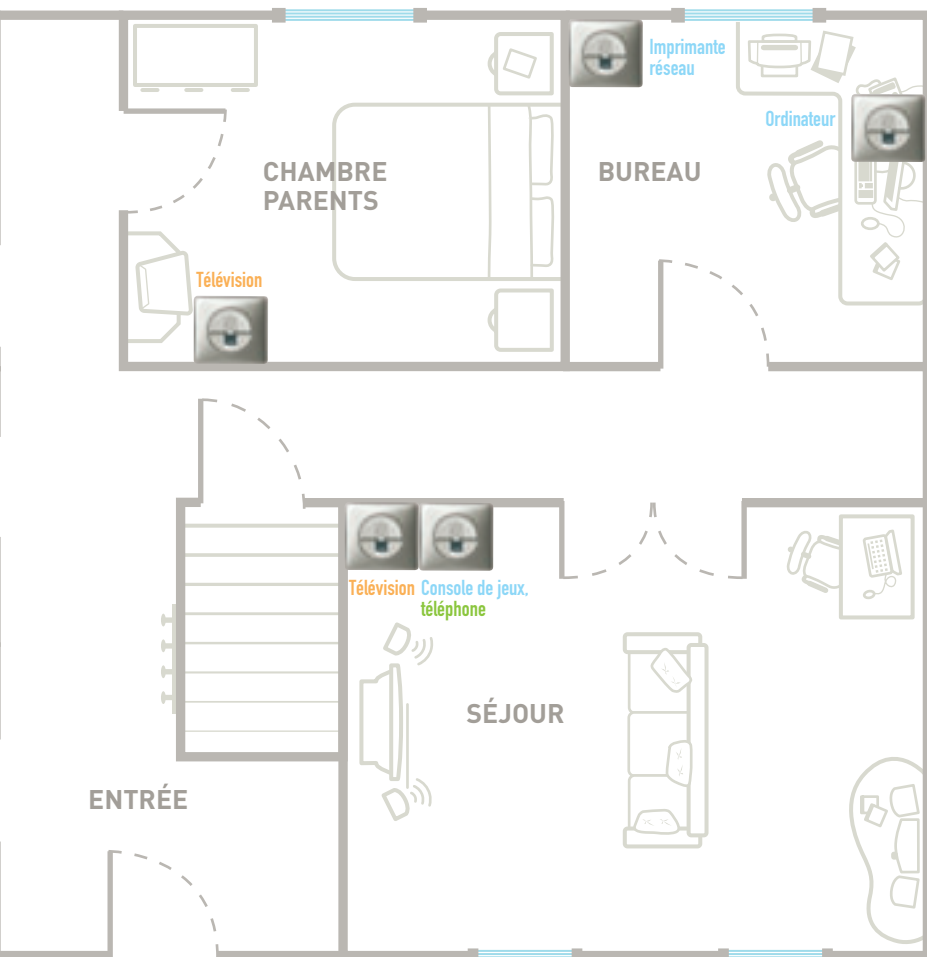 Imprimante
réseau
Ordinateur
CHAMBRE
PARENTS
BUREAU
Télévision
Télévision
Console de jeux,
téléphone
SÉJOUR
ENTRÉE